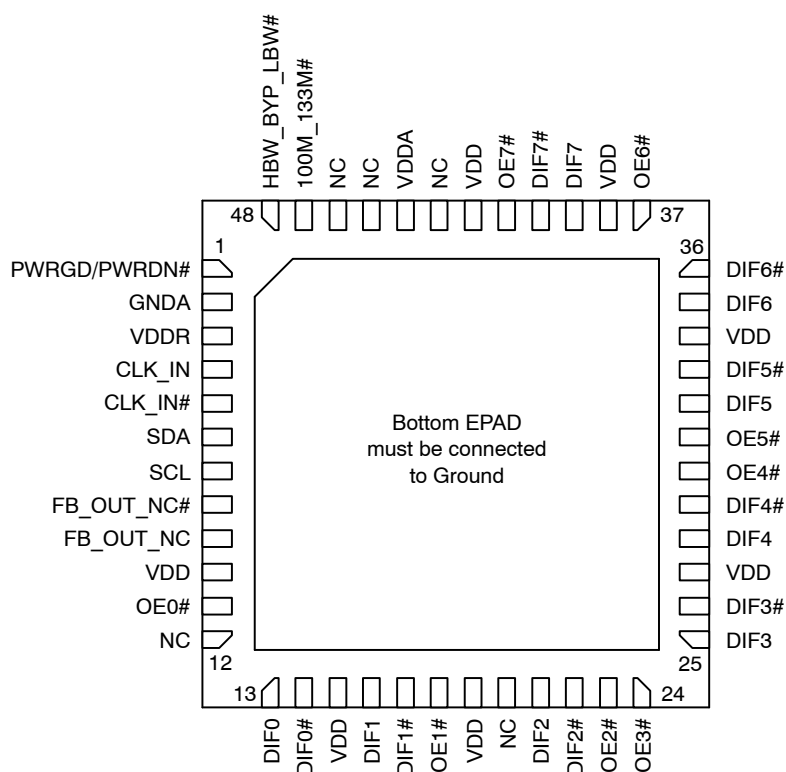 HBW_BYP_LBW#
100M_133M#
NC
NC
VDDA
NC
VDD
OE7#
DIF7#
DIF7
VDD
OE6#
48
37
1
36
PWRGD/PWRDN#
GNDA
VDDR
CLK_IN
CLK_IN#
SDA
SCL
FB_OUT_NC#
FB_OUT_NC
VDD
OE0#
NC
Bottom EPAD
must be connected
to Ground
DIF6#
DIF6
VDD
DIF5#
DIF5
OE5#
OE4#
DIF4#
DIF4
VDD
DIF3#
DIF3
12
25
13
24
DIF0
DIF0#
VDD
DIF1
DIF1#
OE1#
VDD
NC
DIF2
DIF2#
OE2#
OE3#